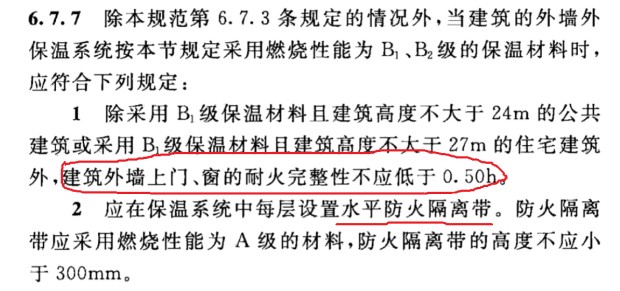 6.7.7 除本规范第 6.7.3 条规定的情况外,当建筑的外墙外
保温系统按本节规定采用燃烧性能为 B₁、B₂ 级的保温材料时,
应符合下列规定:
1 除采用 B₁ 级保温材料且建筑高度不大于 24m 的公共
建筑或采用 B₁ 级保温材料且建筑高度不大于 27m 的住宅建筑
外,建筑外墙上门、窗的耐火完整性不应低于 0.50h。
2 应在保温系统中每层设置水平防火隔离带。防火隔离
带应采用燃烧性能为 A 级的材料,防火隔离带的高度不应小
于 300mm。